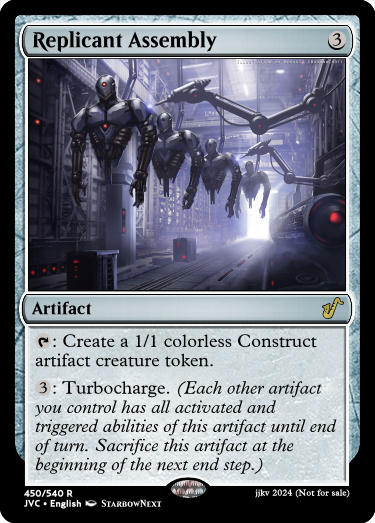 Replicant Assembly 3
Artifact
: Create a 1/1 colorless Construct
artifact creature token.
3: Turbocharge. (Each other artifact
you control has all activated and
triggered abilities of this artifact until end
of turn. Sacrifice this artifact at the
beginning of the next end step.)
450/540 R
JVC • English StarbowNext
jjkv 2024 (Not for sale)